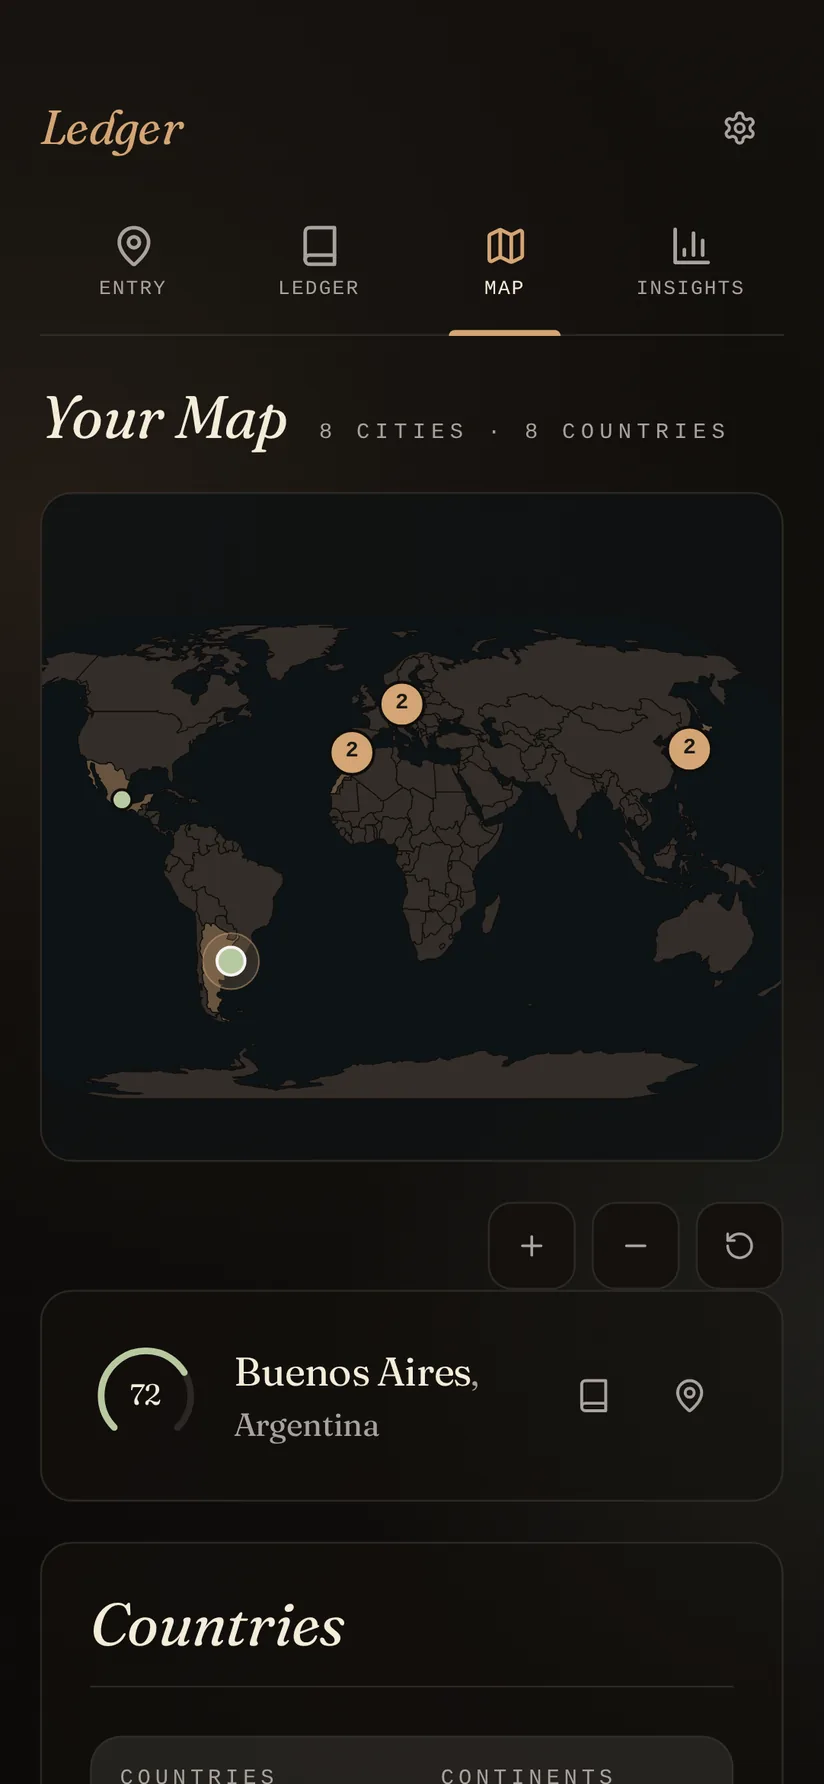 Ledger
ENTRY
LEDGER
MAP
INSIGHTS
Your Map 8 CITIES · 8 COUNTRIES
2
2
2
72
Buenos Aires,
Argentina
Countries
COUNTRIES
CONTINENTS